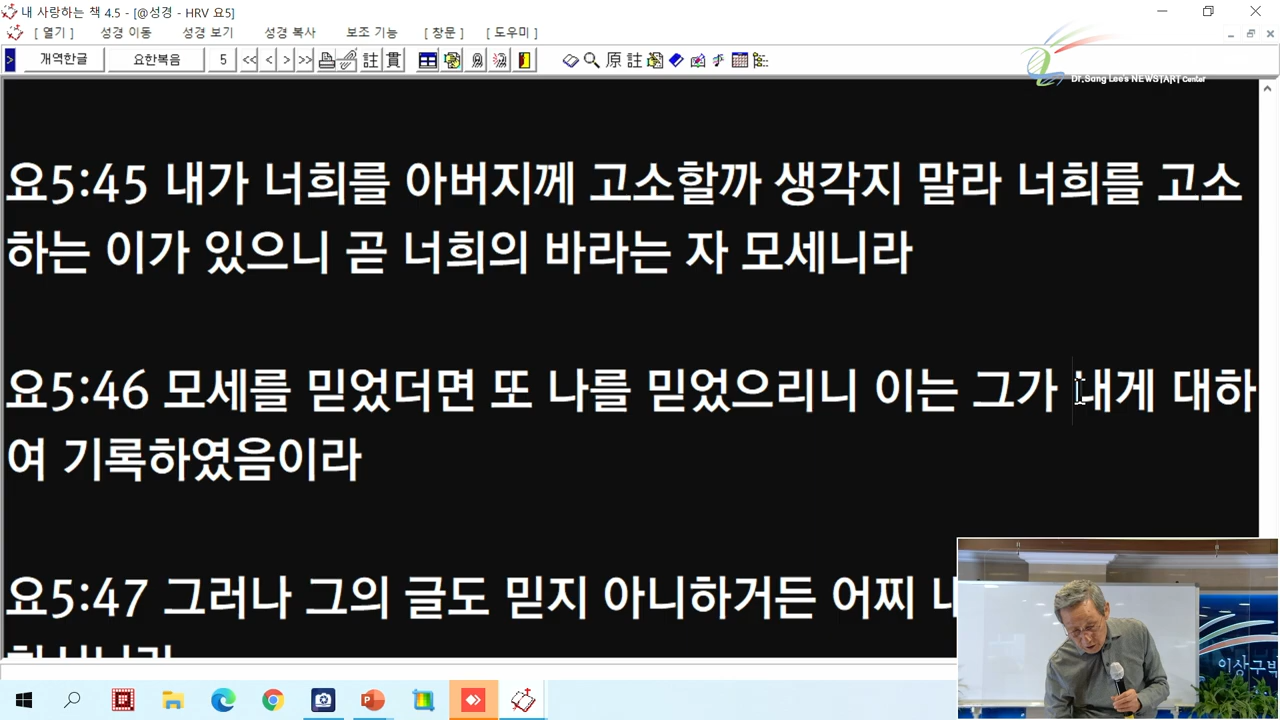 내 사랑하는 책 4.5 - [@성경 - HRV 요5]
[ 열기 ] 성경 이동 성경 보기 성경 복사 보조 기능 [ 창문 ] [ 도우미 ]
개역한글 요한복음 5 << < > >> 註 貫 原 註
Dr.Sang Lee's NEWSTART Center
요5:45 내가 너희를 아버지께 고소할까 생각지 말라 너희를 고소
하는 이가 있으니 곧 너희의 바라는 자 모세니라
요5:46 모세를 믿었더면 또 나를 믿었으리니 이는 그가 내게 대하
여 기록하였음이라
요5:47 그러나 그의 글도 믿지 아니하거든 어찌
이상구